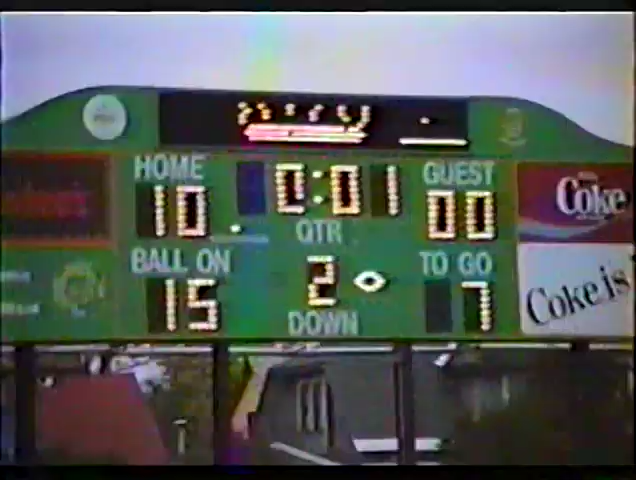 HOME 0:01 GUEST Coke
10 QTR 00
BALL ON 2 TO GO Coke is
15 DOWN 7